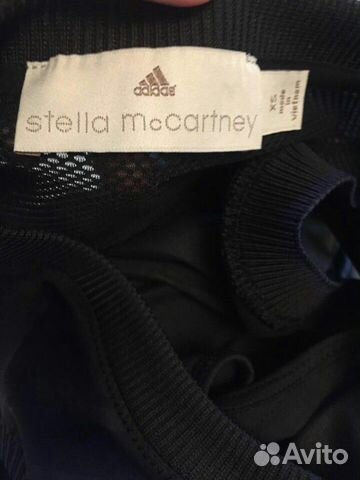 adidas
stella mccartney
XS
made in
vietnam
Avito